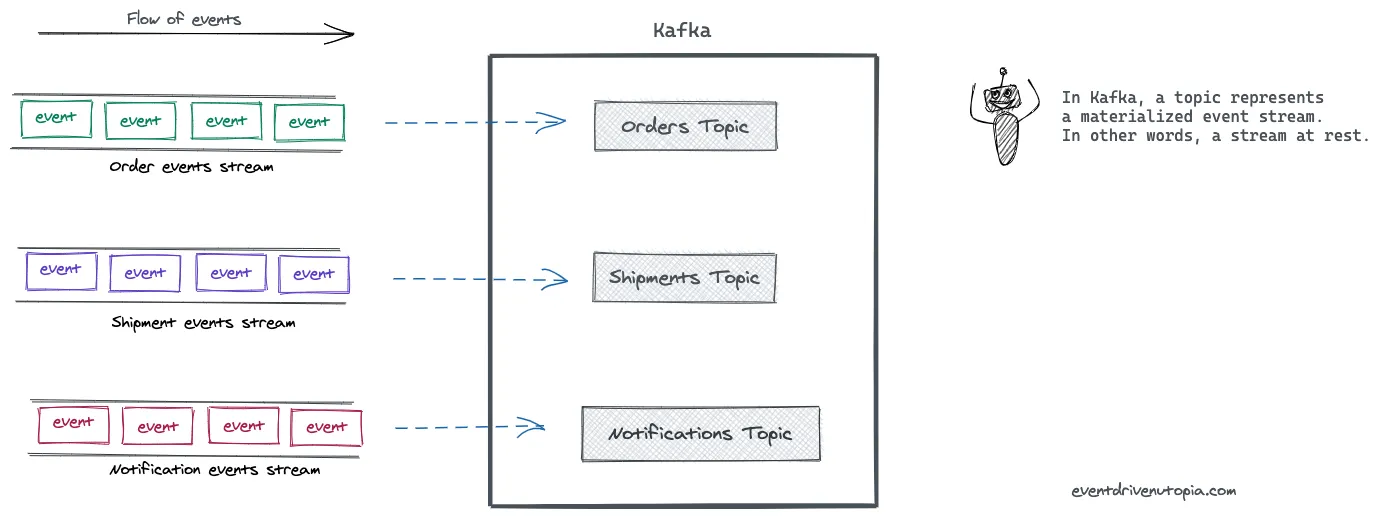 Flow of events
Kafka
event event event event
Orders Topic
Order events stream
In Kafka, a topic represents
a materialized event stream.
In other words, a stream at rest.
event event event event
Shipments Topic
Shipment events stream
event event event event
Notifications Topic
Notification events stream
eventdrivenutopia.com